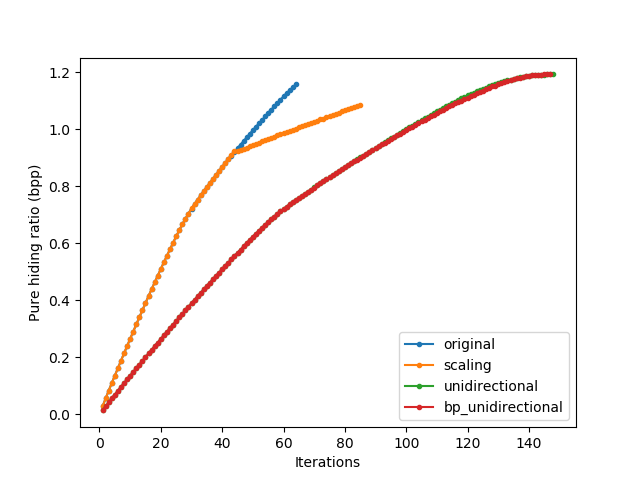 1.2
1.0
0.8
0.6
0.4
0.2
0.0
Pure hiding ratio (bpp)
0 20 40 60 80 100 120 140
Iterations
original
scaling
unidirectional
bp_unidirectional